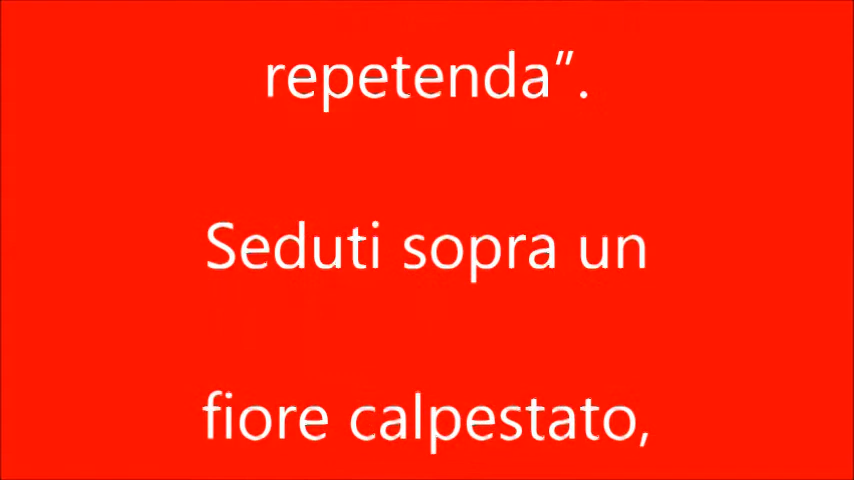 repetenda”.
Seduti sopra un
fiore calpestato,